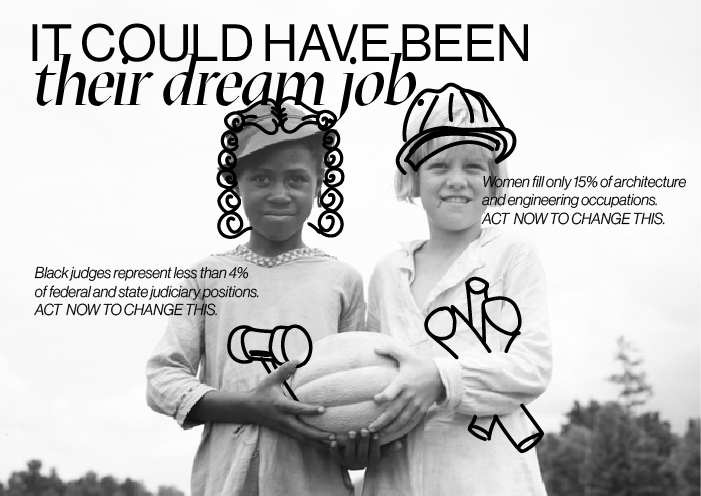 IT COULD HAVE BEEN
their dream job.
Women fill only 15% of architecture
and engineering occupations.
ACT NOW TO CHANGE THIS.
Black judges represent less than 4%
of federal and state judiciary positions.
ACT NOW TO CHANGE THIS.